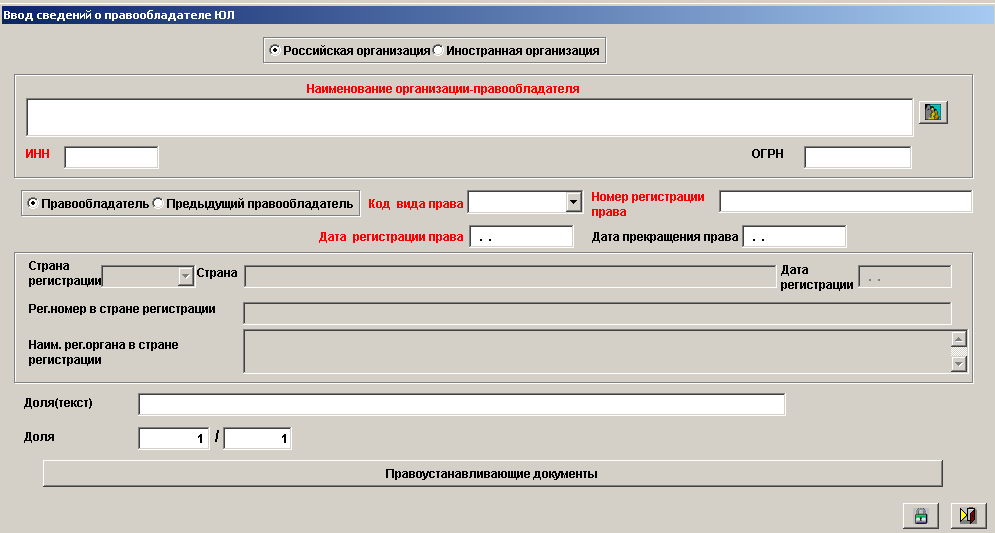 Ввод сведений о правообладателе ЮЛ
Российская организация Иностранная организация
Наименование организации-правообладателя
ИНН ОГРН
Правообладатель Предыдущий правообладатель Код вида права Номер регистрации
права
Дата регистрации права . . Дата прекращения права . .
Страна
регистрации Страна Дата
регистрации . .
Рег.номер в стране регистрации
Наим. рег.органа в стране
регистрации
Доля(текст)
Доля 1 / 1
Правоустанавливающие документы